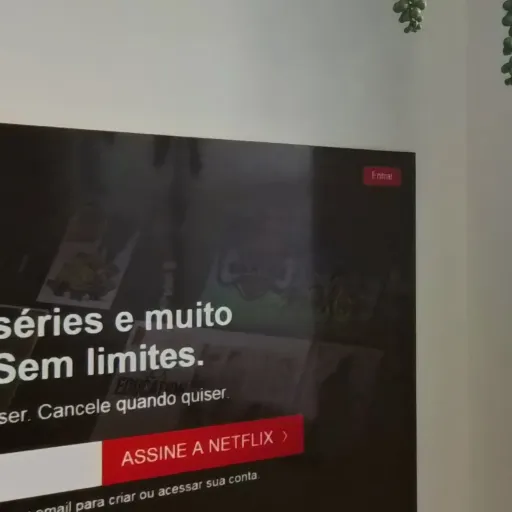 Entrar
séries e muito
Sem limites.
ser. Cancele quando quiser.
ASSINE A NETFLIX >
email para criar ou acessar sua conta.